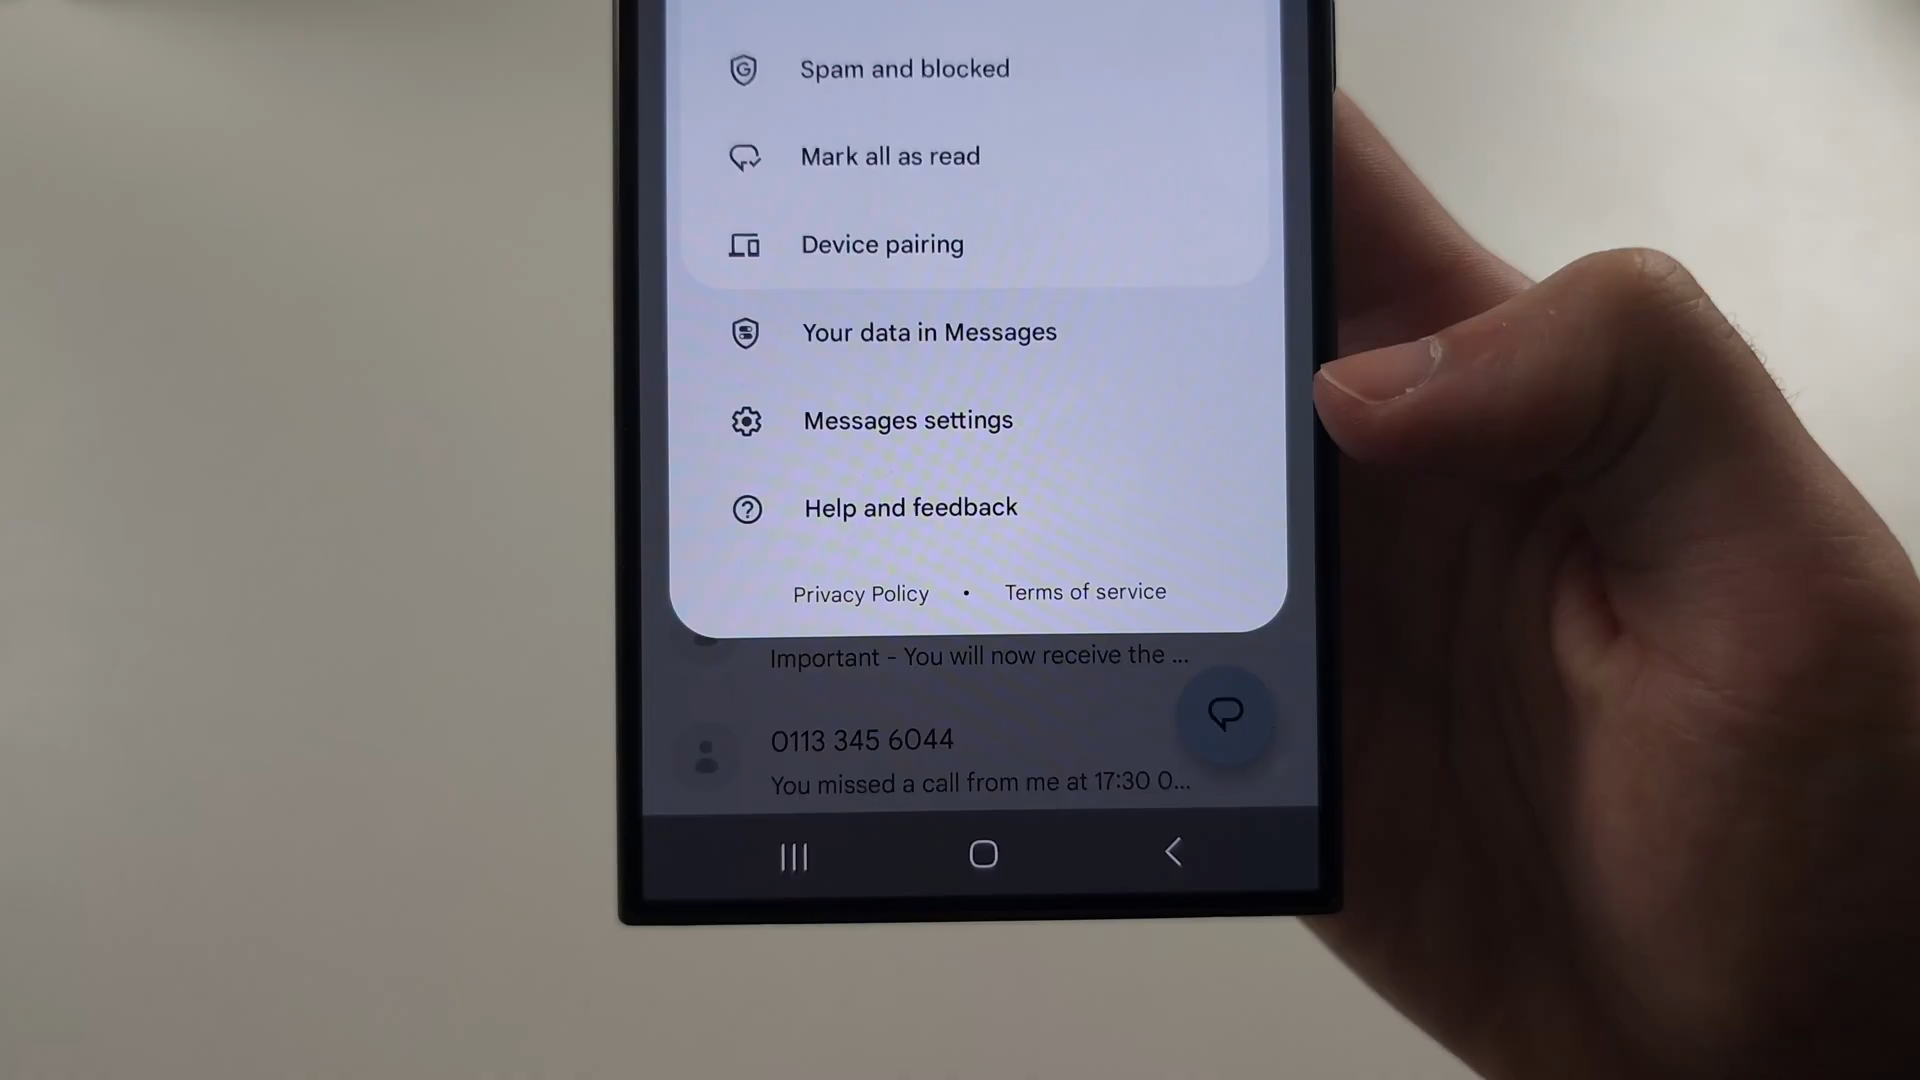 Spam and blocked
Mark all as read
Device pairing
Your data in Messages
Messages settings
Help and feedback
Privacy Policy • Terms of service
Important - You will now receive the ...
0113 345 6044
You missed a call from me at 17:30 0...